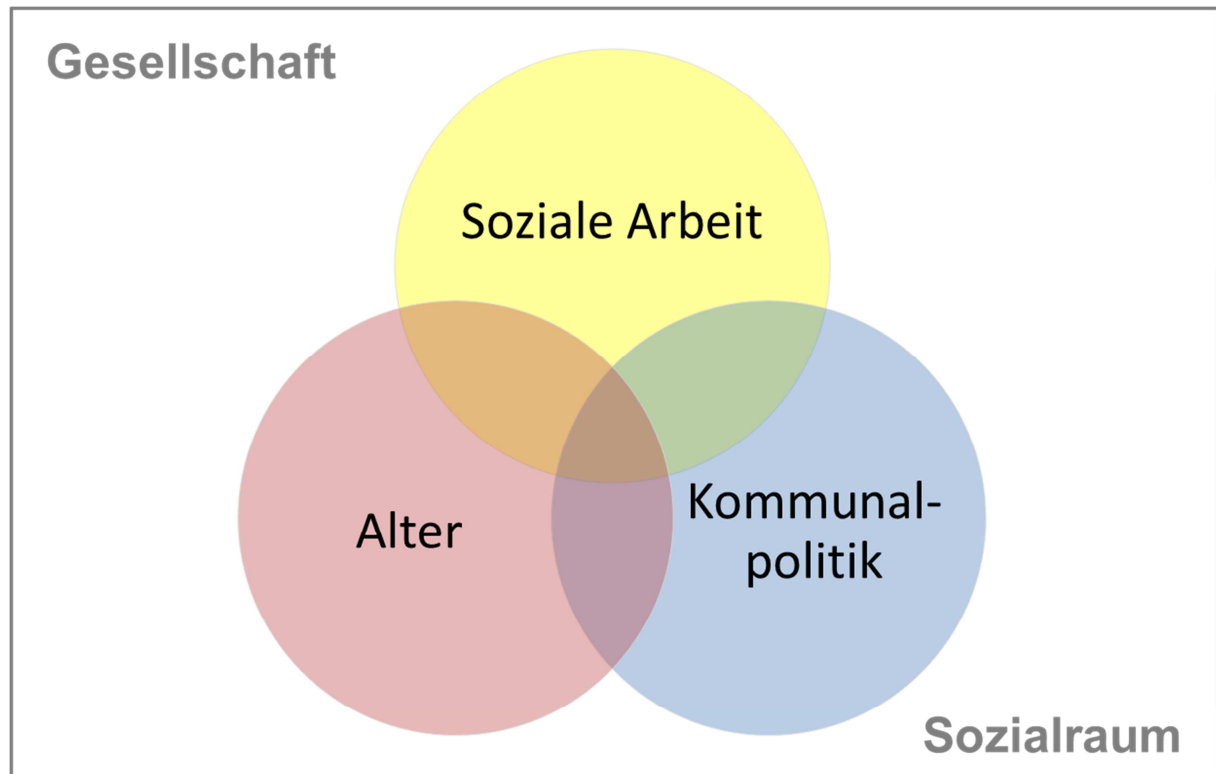 Gesellschaft
Soziale Arbeit
Alter
Kommunal-
politik
Sozialraum